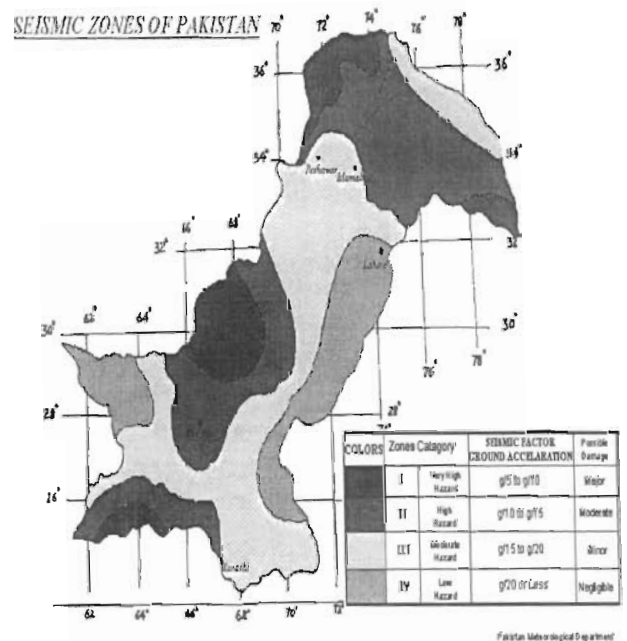 SEISMIC ZONES OF PAKISTAN
70° 72° 74° 76° 78°
36° 36°
34° 34°
Peshawar
66° 68°
32° 32°
Lahore
62° 64°
30° 30°
76° 78°
28° 28°
26°
Karachi
62° 64° 66° 68° 70° 72
COLORS Zones Catagory SEISMIC FACTOR GROUND ACCELARATION Possible Damage
I Very High Hazard g/5 to g/10 Major
II High Hazard g/10 to g/15 Moderate
III Moderate Hazard g/15 to g/20 Minor
IV Low Hazard g/20 or Less Negligible
Pakistan Meteorological Department